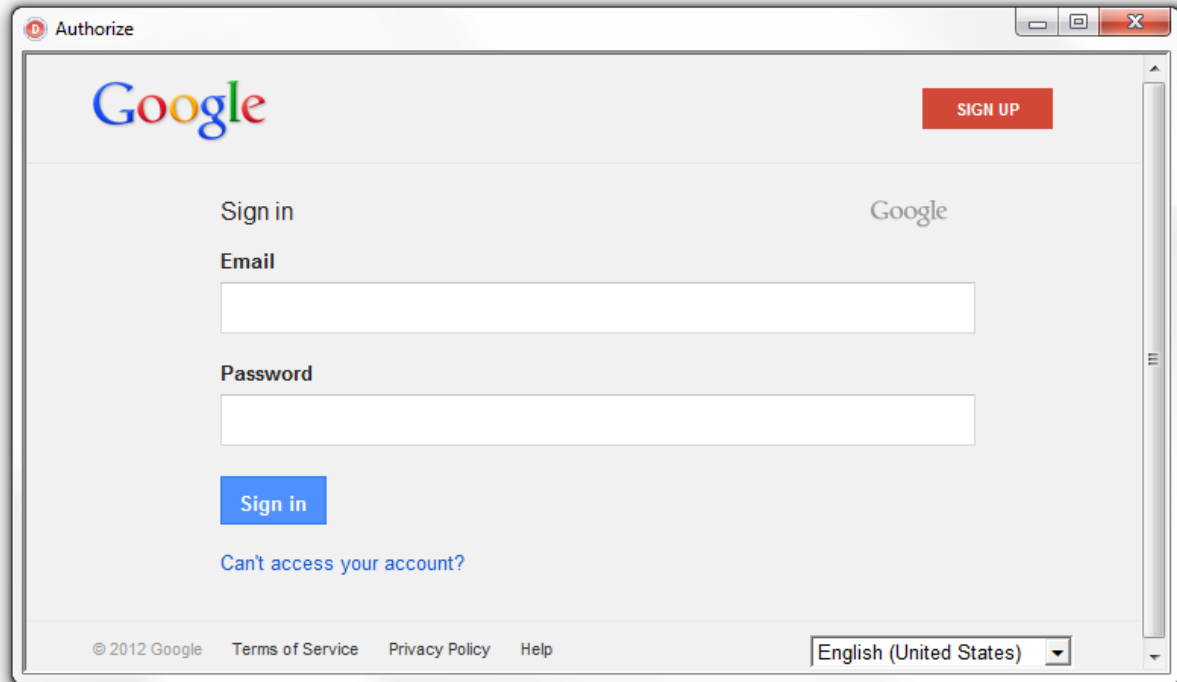 Authorize
Google
SIGN UP
Sign in
Google
Email
Password
Sign in
Can't access your account?
© 2012 Google Terms of Service Privacy Policy Help English (United States)